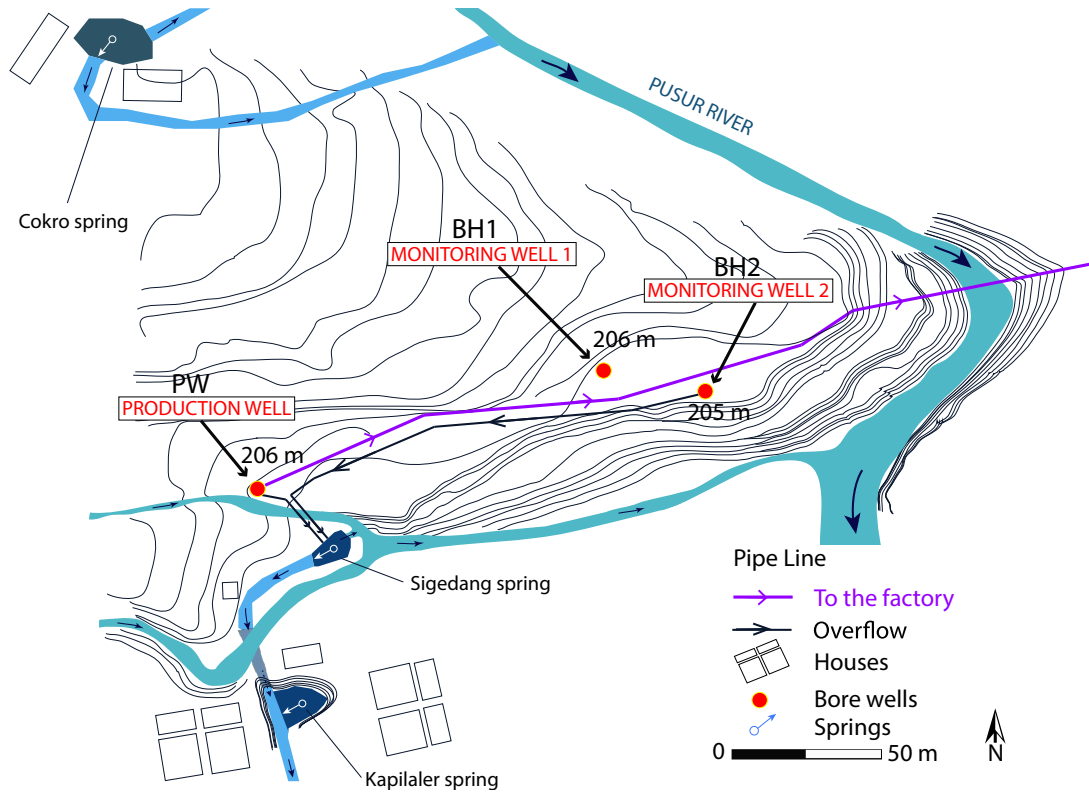 PUSUR RIVER
Cokro spring
BH1
MONITORING WELL 1
BH2
MONITORING WELL 2
206 m
PW
PRODUCTION WELL
205 m
206 m
Sigedang spring
Kapilaler spring
Pipe Line
To the factory
Overflow
Houses
Bore wells
Springs
0 50 m
N